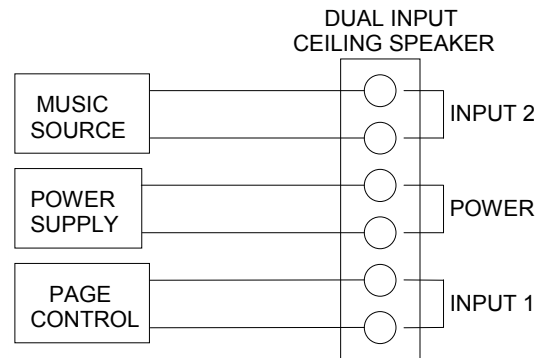 DUAL INPUT
CEILING SPEAKER
MUSIC
SOURCE
INPUT 2
POWER
SUPPLY
POWER
PAGE
CONTROL
INPUT 1